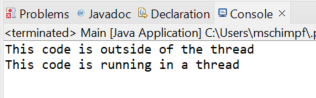 Problems @ Javadoc Declaration Console ×
<terminated> Main [Java Application] C:\Users\mschimpf\.p
This code is outside of the thread
This code is running in a thread